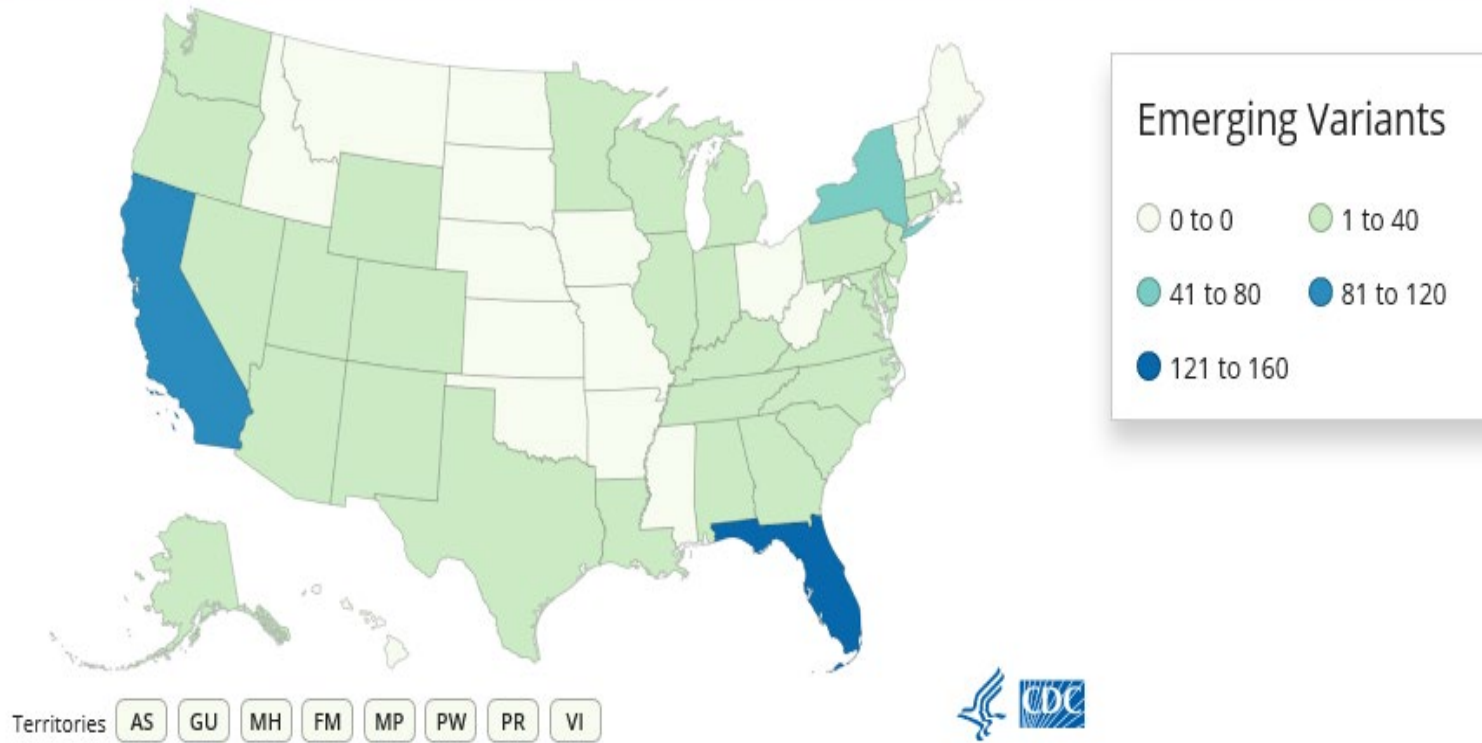 Emerging Variants
0 to 0 1 to 40
41 to 80 81 to 120
121 to 160
Territories AS GU MH FM MP PW PR VI
CDC